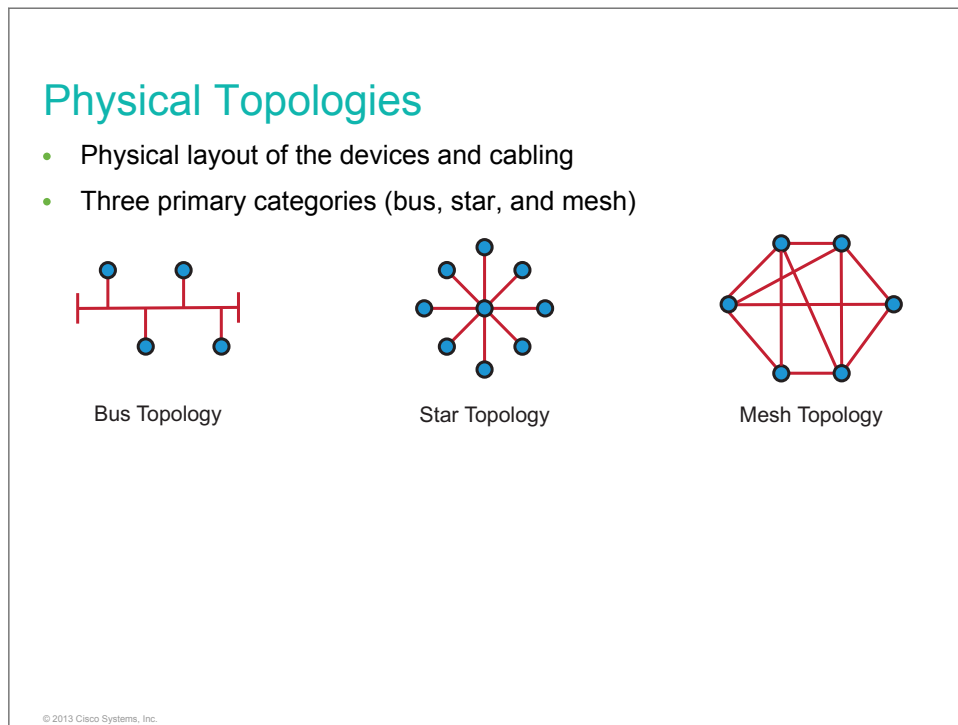 Physical Topologies
• Physical layout of the devices and cabling
• Three primary categories (bus, star, and mesh)
Bus Topology
Star Topology
Mesh Topology
© 2013 Cisco Systems, Inc.